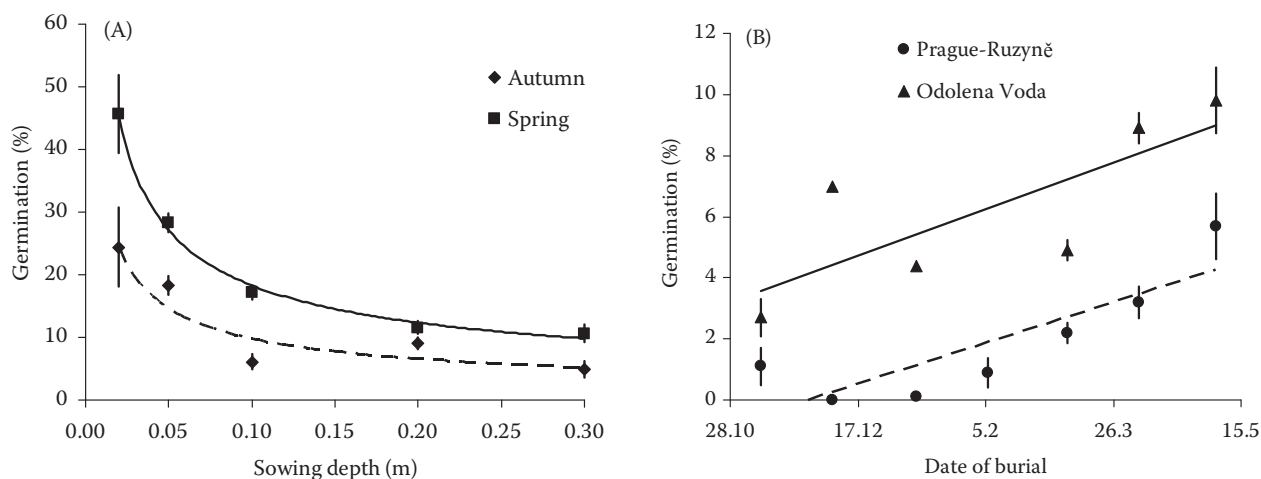 (A)
Germination (%)
60
50
40
30
20
10
0
Autumn
Spring
0.00 0.05 0.10 0.15 0.20 0.25 0.30
Sowing depth (m)
(B)
Germination (%)
12
10
8
6
4
2
0
Prague-Ruzyně
Odolena Voda
28.10 17.12 5.2 26.3 15.5
Date of burial